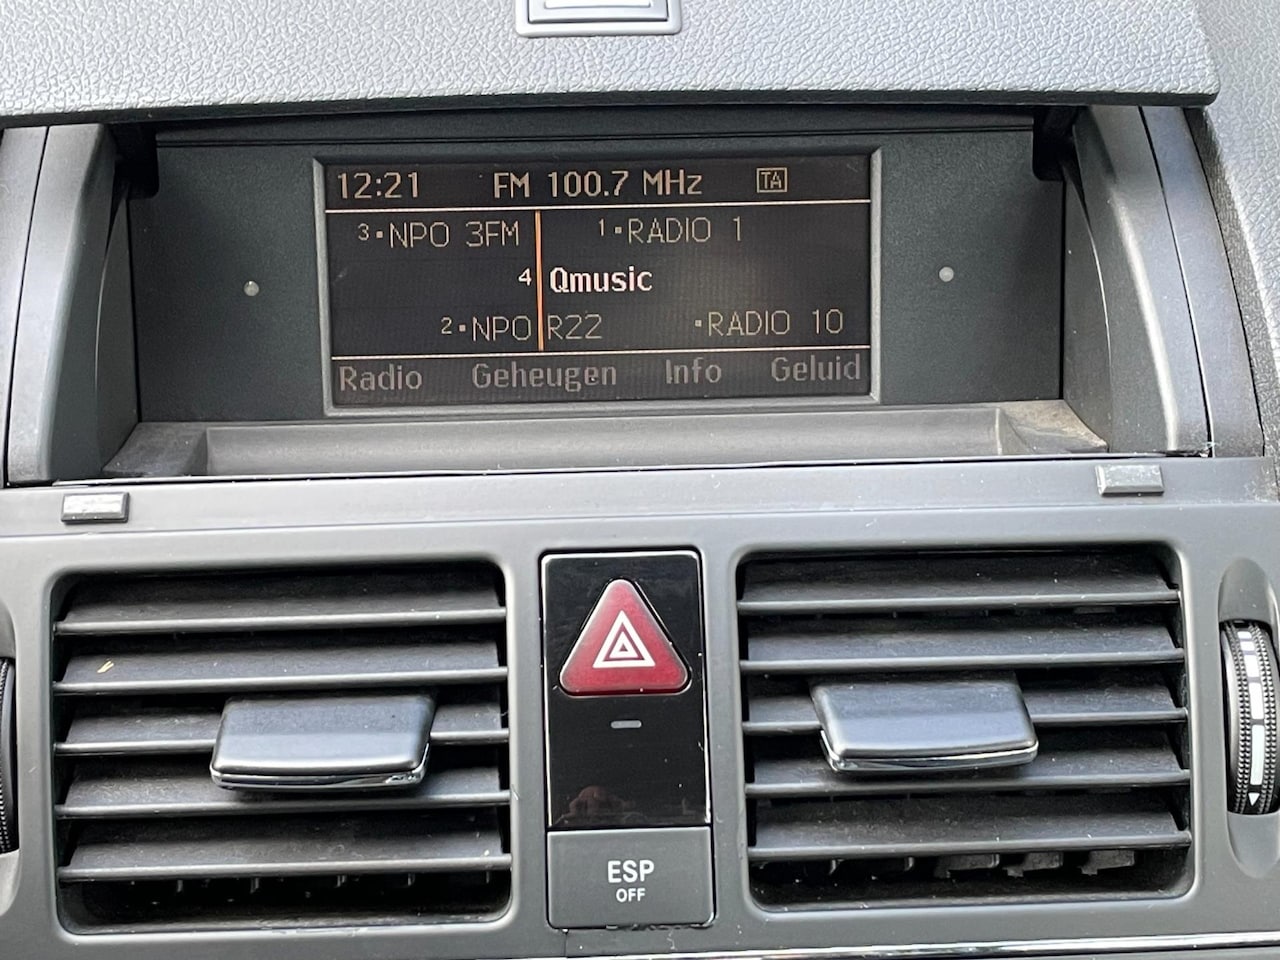 12:21 FM 100.7 MHz TA
3 NPO 3FM 1 RADIO 1
4 Qmusic
2 NPO R22 RADIO 10
Radio Geheugen Info Geluid
ESP
OFF